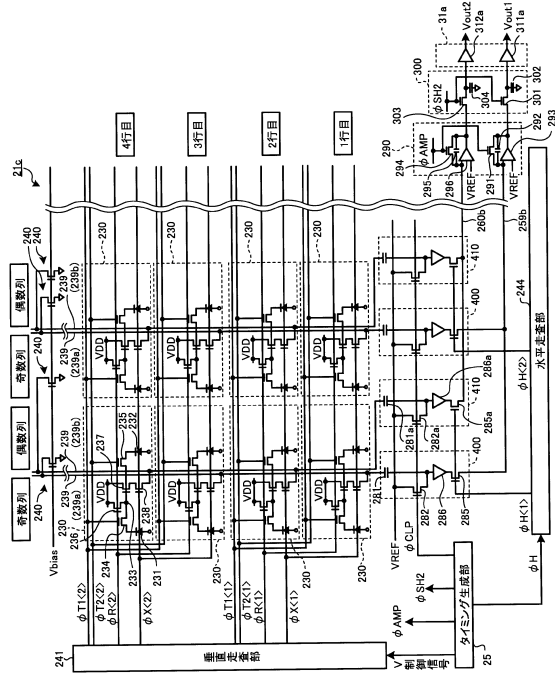 21c
奇数列
偶数列
奇数列
偶数列
4行目
3行目
2行目
1行目
Vbias
240
240
240
240
240
239 (239a)
239 (239b)
239 (239a)
239 (239b)
230
236
234
233
231
237
235
232
238
VDD
VDD
VDD
VDD
VDD
VDD
VDD
VDD
230
230
230
230
230
230
230
φT1<2>
φT2<2>
φR<2>
φX<2>
φT1<1>
φT2<1>
φR<1>
φX<1>
241
垂直走査部
V制御信号
タイミング生成部
25
φAMP
φSH2
φCLP
φH
VREF
281
282
286
285
400
281a
282a
286a
285a
410
400
410
φH<1>
φH<2>
244
水平走査部
260b
259b
290
φAMP
294
295
296
VREF
291
292
293
VREF
300
φSH2
303
304
301
302
31a
312a
311a
Vout2
Vout1